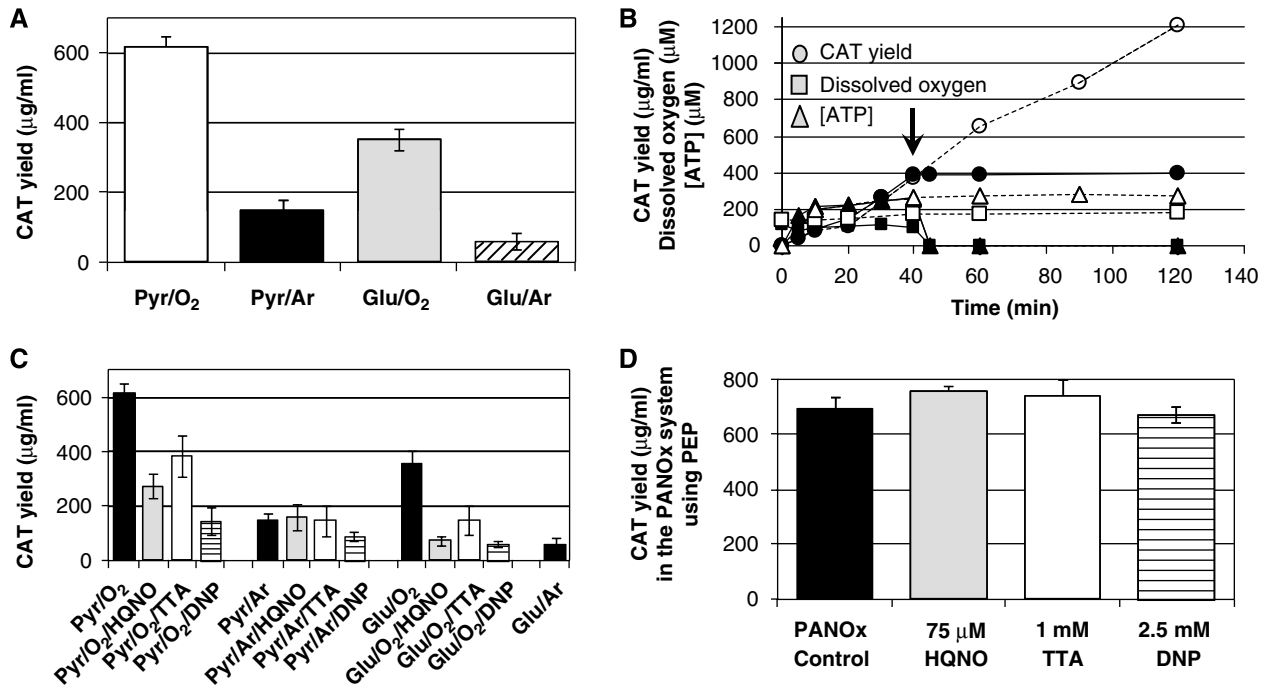 A
CAT yield (μg/ml)
600
400
200
0
Pyr/O2
Pyr/Ar
Glu/O2
Glu/Ar
B
CAT yield (μg/ml)
Dissolved oxygen (μM)
[ATP] (μM)
1200
1000
800
600
400
200
0
CAT yield
Dissolved oxygen
[ATP]
0 20 40 60 80 100 120 140
Time (min)
C
CAT yield (μg/ml)
600
400
200
0
Pyr/O2
Pyr/O2/HQNO
Pyr/O2/TTA
Pyr/O2/DNP
Pyr/Ar
Pyr/Ar/HQNO
Pyr/Ar/TTA
Pyr/Ar/DNP
Glu/O2
Glu/O2/HQNO
Glu/O2/TTA
Glu/O2/DNP
Glu/Ar
D
CAT yield (μg/ml)
in the PANOx system
using PEP
800
600
400
200
0
PANOx
Control
75 μM
HQNO
1 mM
TTA
2.5 mM
DNP